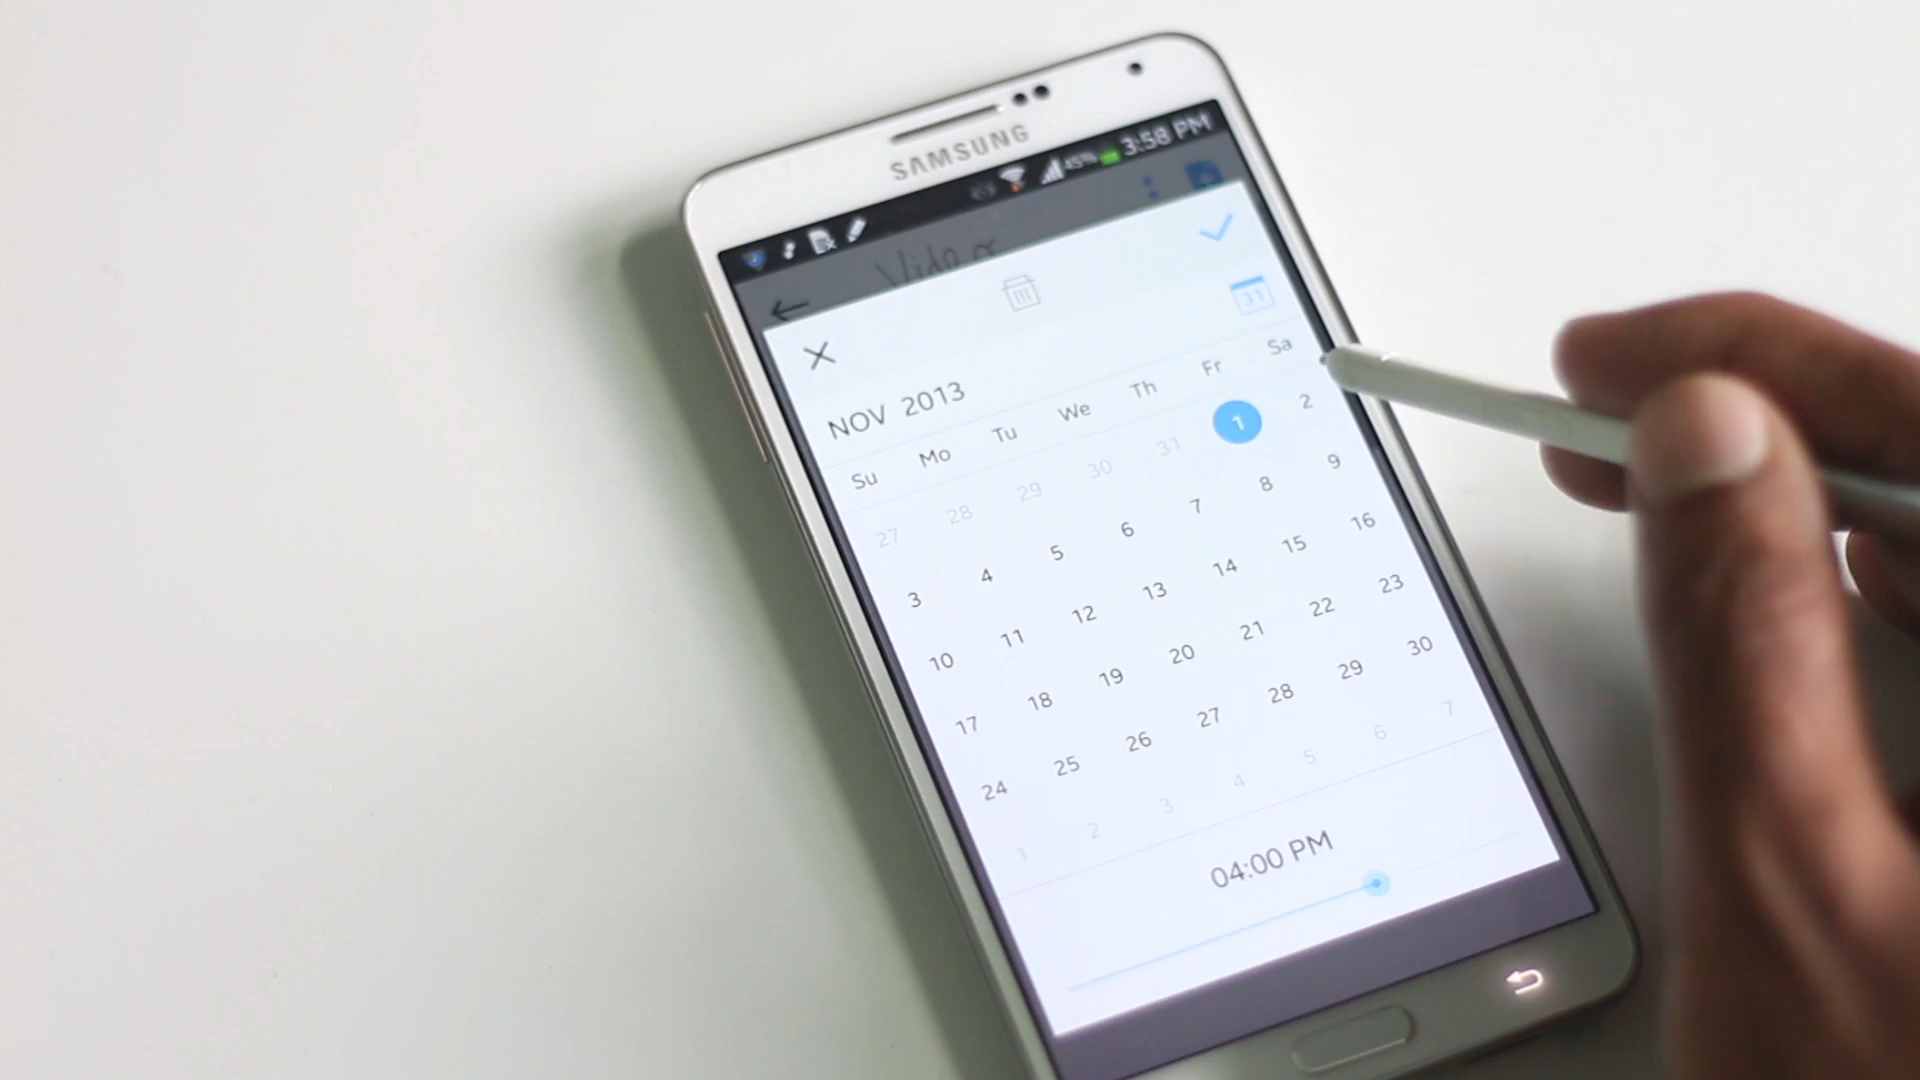 SAMSUNG
45% 3:58 PM
31
NOV 2013
Su Mo Tu We Th Fr Sa
27 28 29 30 31 1 2
3 4 5 6 7 8 9
10 11 12 13 14 15 16
17 18 19 20 21 22 23
24 25 26 27 28 29 30
1 2 3 4 5 6 7
04:00 PM